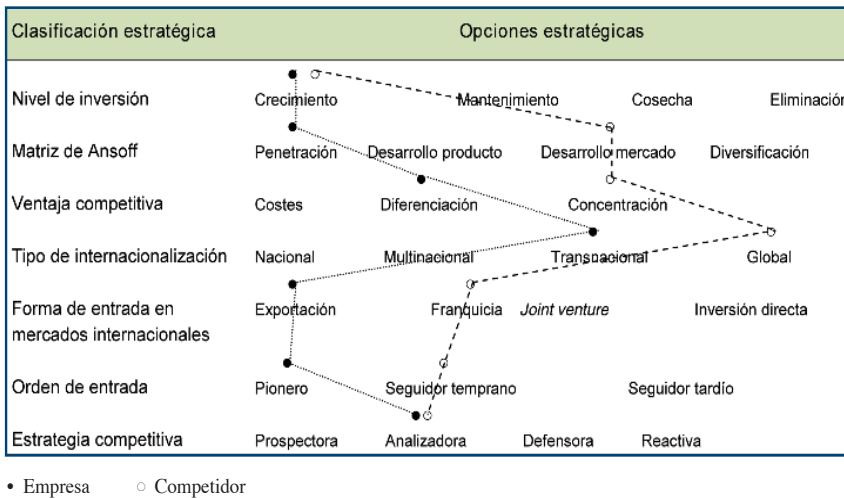 Clasificación estratégica Opciones estratégicas
Nivel de inversión Crecimiento Mantenimiento Cosecha Eliminación
Matriz de Ansoff Penetración Desarrollo producto Desarrollo mercado Diversificación
Ventaja competitiva Costes Diferenciación Concentración
Tipo de internacionalización Nacional Multinacional Transnacional Global
Forma de entrada en Exportación Franquicia Joint venture Inversión directa
mercados internacionales
Orden de entrada Pionero Seguidor temprano Seguidor tardío
Estrategia competitiva Prospectora Analizadora Defensora Reactiva
• Empresa ○ Competidor